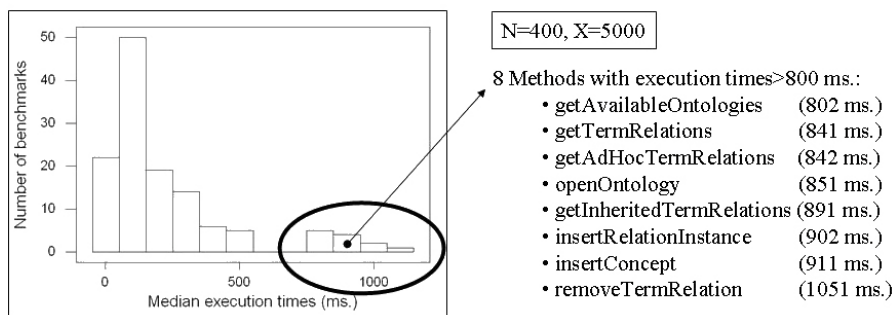 50
40
30
20
10
0
Number of benchmarks
0 500 1000
Median execution times (ms.)
N=400, X=5000
8 Methods with execution times>800 ms.:
• getAvailableOntologies (802 ms.)
• getTermRelations (841 ms.)
• getAdHocTermRelations (842 ms.)
• openOntology (851 ms.)
• getInheritedTermRelations (891 ms.)
• insertRelationInstance (902 ms.)
• insertConcept (911 ms.)
• removeTermRelation (1051 ms.)